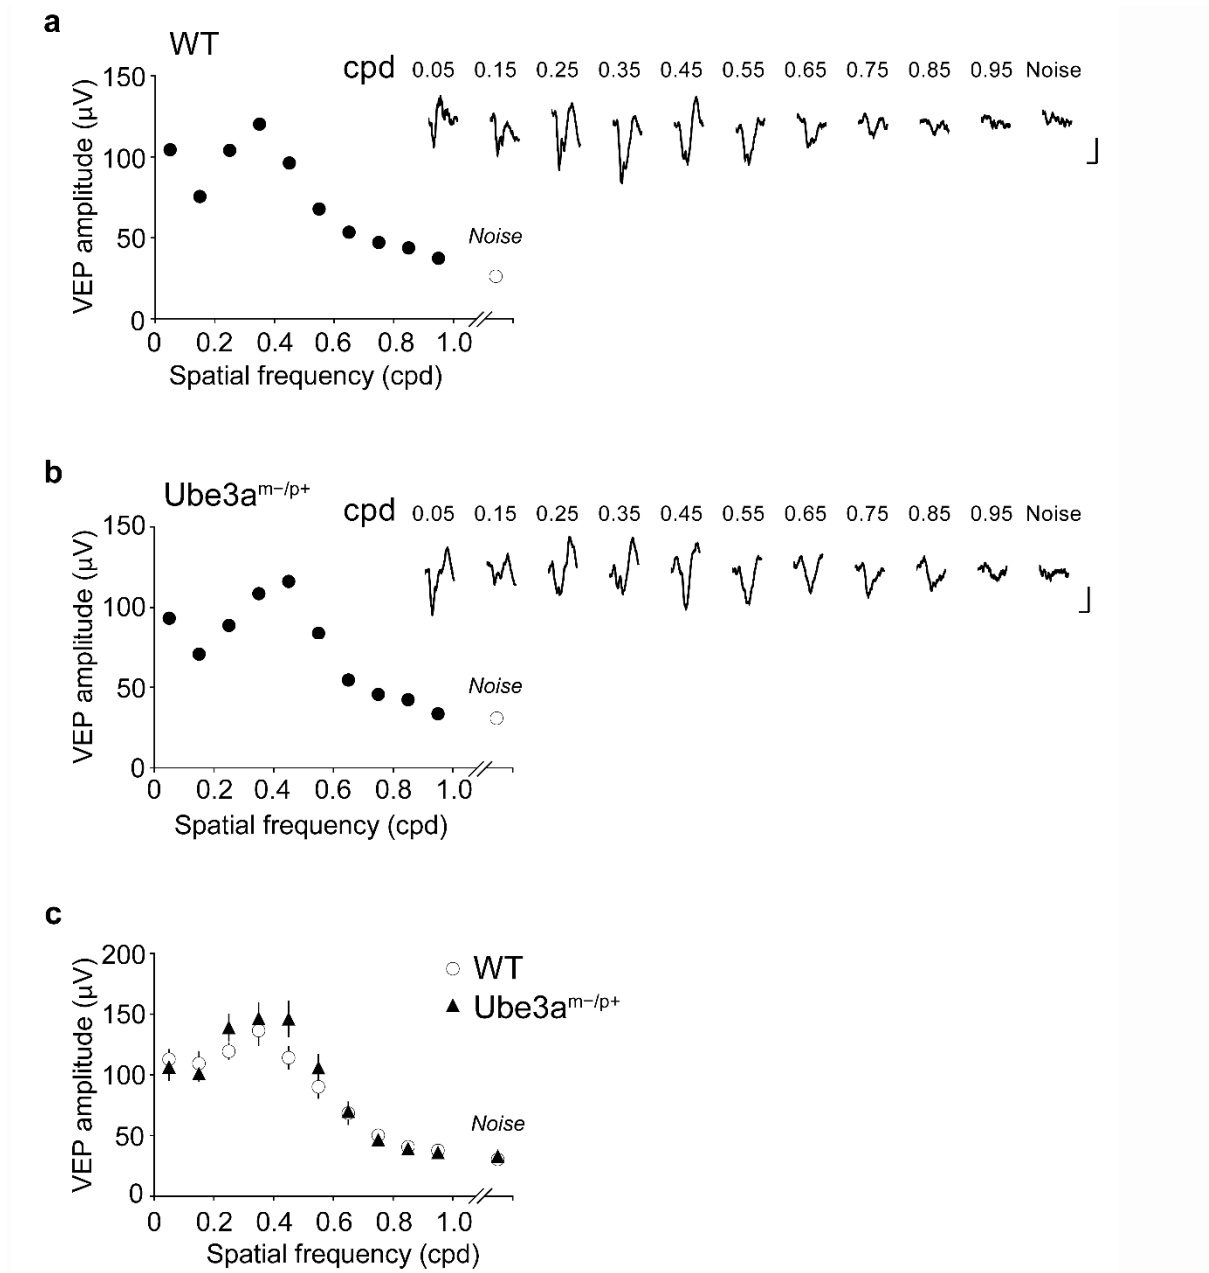 a
WT
cpd 0.05 0.15 0.25 0.35 0.45 0.55 0.65 0.75 0.85 0.95 Noise
VEP amplitude (µV)
150
100
50
0
Noise
0 0.2 0.4 0.6 0.8 1.0
Spatial frequency (cpd)
b
Ube3aᵐ⁻/ᵖ⁺
cpd 0.05 0.15 0.25 0.35 0.45 0.55 0.65 0.75 0.85 0.95 Noise
VEP amplitude (µV)
150
100
50
0
Noise
0 0.2 0.4 0.6 0.8 1.0
Spatial frequency (cpd)
c
VEP amplitude (µV)
200
150
100
50
0
WT
Ube3aᵐ⁻/ᵖ⁺
Noise
0 0.2 0.4 0.6 0.8 1.0
Spatial frequency (cpd)